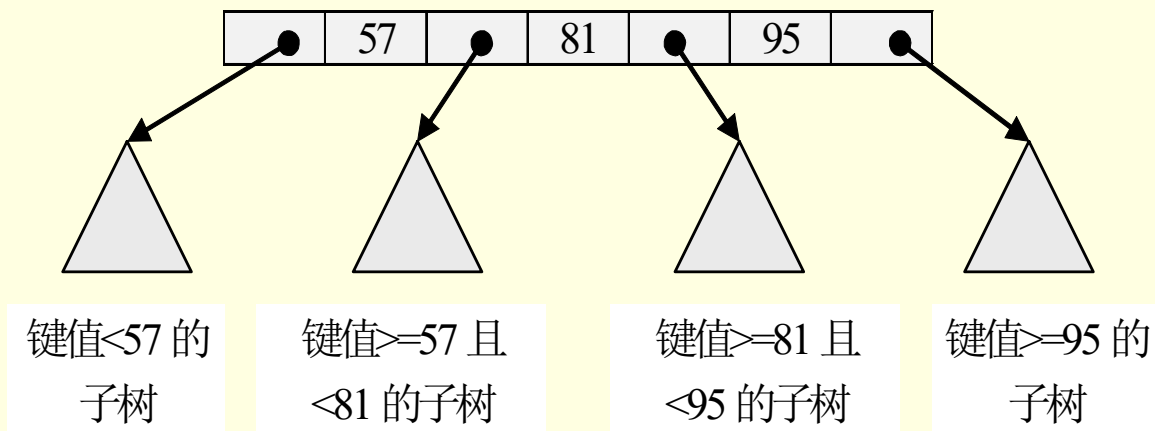 57 81 95
键值<57 的
子树
键值>=57 且
<81 的子树
键值>=81 且
<95 的子树
键值>=95 的
子树